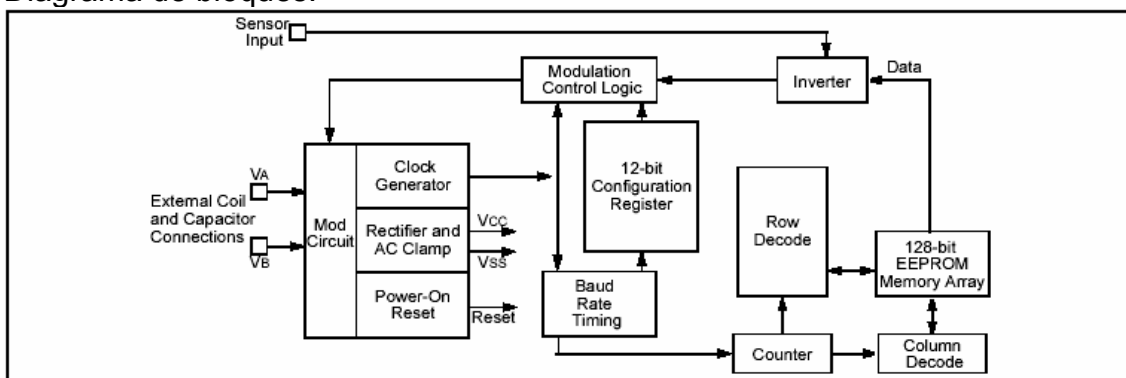 Diagrama de bloques:
Sensor
Input
Modulation
Control Logic
Inverter
Data
Clock
Generator
12-bit
Configuration
Register
VA
External Coil
and Capacitor
Connections
VB
Mod
Circuit
Rectifier and
AC Clamp
VCC
VSS
Row
Decode
128-bit
EEPROM
Memory Array
Power-On
Reset
Reset
Baud
Rate
Timing
Counter
Column
Decode